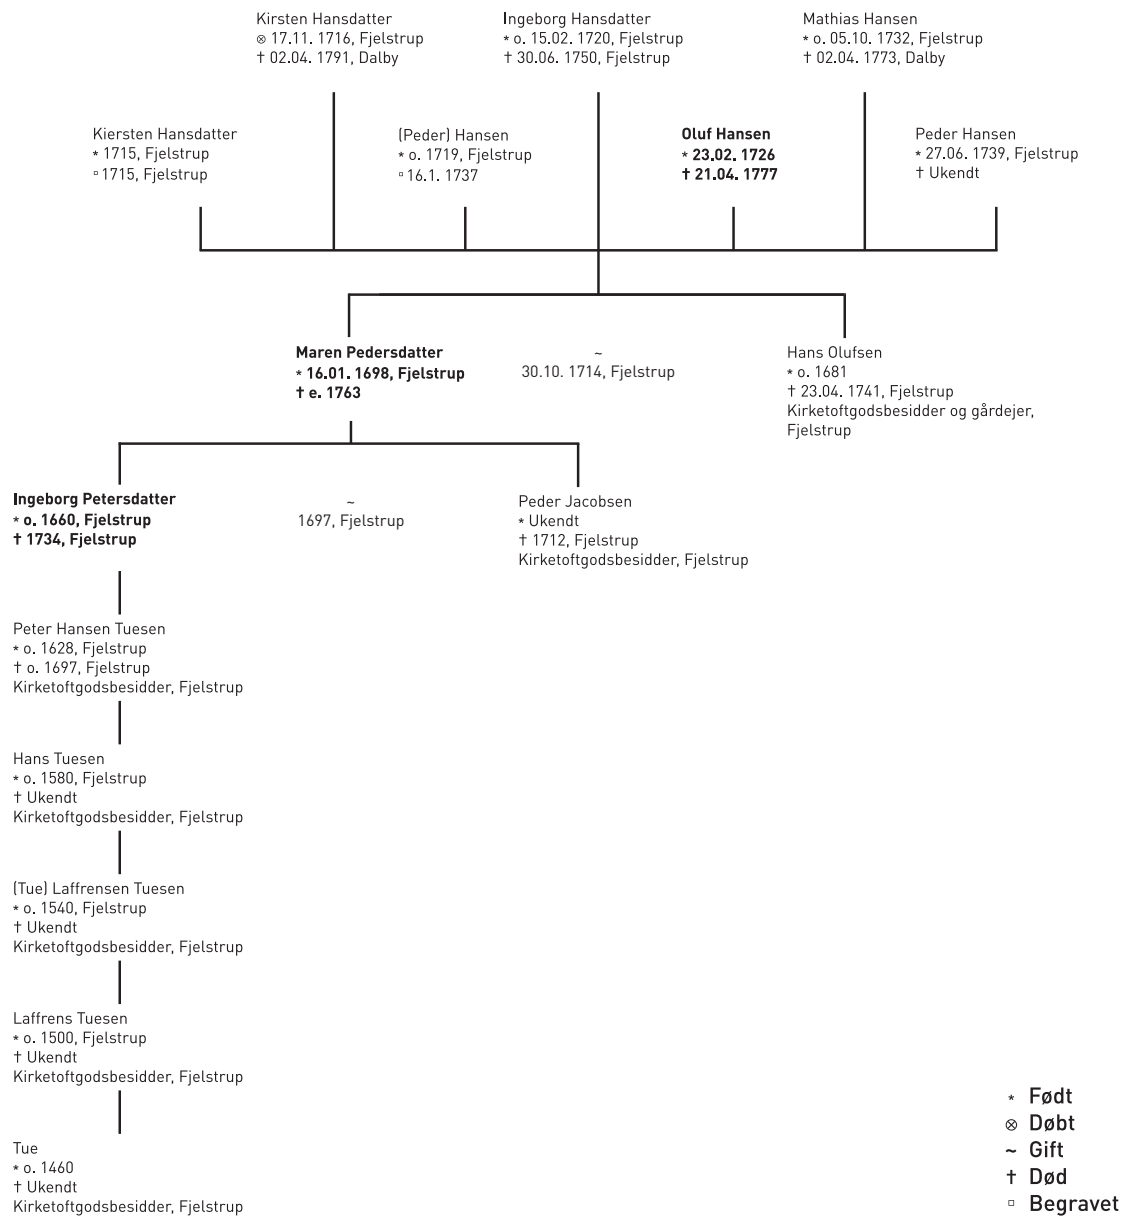 Kirsten Hansdatter
⊗ 17.11. 1716, Fjelstrup
† 02.04. 1791, Dalby
Ingeborg Hansdatter
* o. 15.02. 1720, Fjelstrup
† 30.06. 1750, Fjelstrup
Mathias Hansen
* o. 05.10. 1732, Fjelstrup
† 02.04. 1773, Dalby
Kiersten Hansdatter
* 1715, Fjelstrup
▫ 1715, Fjelstrup
(Peder) Hansen
* o. 1719, Fjelstrup
▫ 16.1. 1737
Oluf Hansen
* 23.02. 1726
† 21.04. 1777
Peder Hansen
* 27.06. 1739, Fjelstrup
† Ukendt
Maren Pedersdatter
* 16.01. 1698, Fjelstrup
† e. 1763
~
30.10. 1714, Fjelstrup
Hans Olufsen
* o. 1681
† 23.04. 1741, Fjelstrup
Kirketoftgodsbesidder og gårdejer,
Fjelstrup
Ingeborg Petersdatter
* o. 1660, Fjelstrup
† 1734, Fjelstrup
~
1697, Fjelstrup
Peder Jacobsen
* Ukendt
† 1712, Fjelstrup
Kirketoftgodsbesidder, Fjelstrup
Peter Hansen Tuesen
* o. 1628, Fjelstrup
† o. 1697, Fjelstrup
Kirketoftgodsbesidder, Fjelstrup
Hans Tuesen
* o. 1580, Fjelstrup
† Ukendt
Kirketoftgodsbesidder, Fjelstrup
(Tue) Laffrensen Tuesen
* o. 1540, Fjelstrup
† Ukendt
Kirketoftgodsbesidder, Fjelstrup
Laffrens Tuesen
* o. 1500, Fjelstrup
† Ukendt
Kirketoftgodsbesidder, Fjelstrup
Tue
* o. 1460
† Ukendt
Kirketoftgodsbesidder, Fjelstrup
* Født
⊗ Døbt
~ Gift
† Død
▫ Begravet